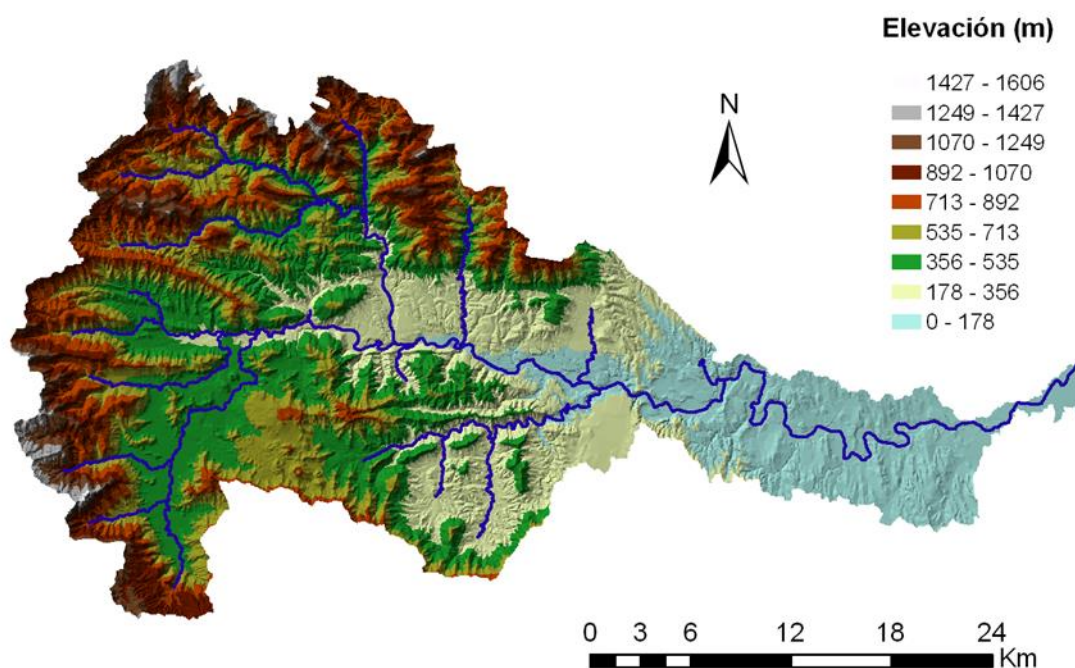 Elevación (m)
1427 - 1606
1249 - 1427
1070 - 1249
892 - 1070
713 - 892
535 - 713
356 - 535
178 - 356
0 - 178
N
0 3 6 12 18 24
Km